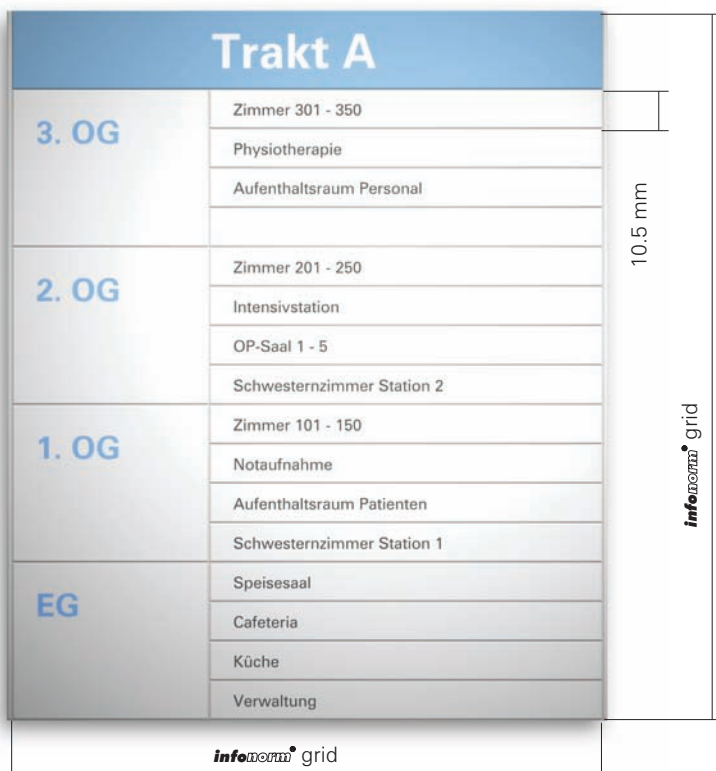 Trakt A
3. OG
Zimmer 301 - 350
Physiotherapie
Aufenthaltsraum Personal
2. OG
Zimmer 201 - 250
Intensivstation
OP-Saal 1 - 5
Schwesternzimmer Station 2
1. OG
Zimmer 101 - 150
Notaufnahme
Aufenthaltsraum Patienten
Schwesternzimmer Station 1
EG
Speisesaal
Cafeteria
Küche
Verwaltung
10.5 mm
infonorm grid
infonorm grid